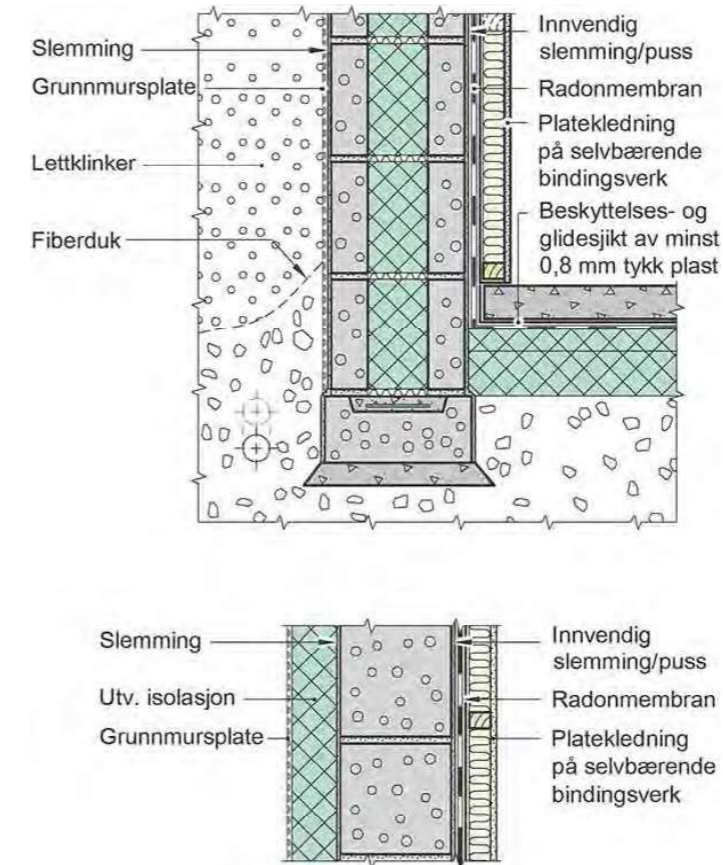 Slemming
Grunnmursplate
Lettklinker
Fiberduk
Innvendig
slemming/puss
Radonmembran
Platekledning
på selvbærende
bindingsverk
Beskyttelses- og
glidesjikt av minst
0,8 mm tykk plast
Slemming
Utv. isolasjon
Grunnmursplate
Innvendig
slemming/puss
Radonmembran
Platekledning
på selvbærende
bindingsverk